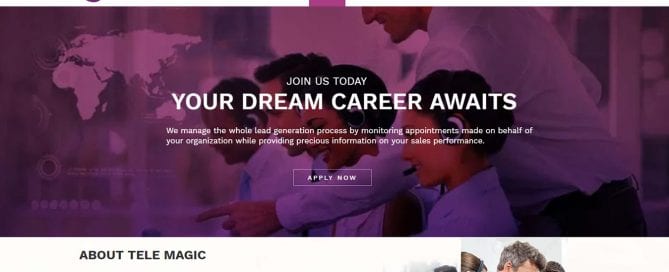 JOIN US TODAY
YOUR DREAM CAREER AWAITS
We manage the whole lead generation process by monitoring appointments made on behalf of
your organization while providing precious information on your sales performance.
APPLY NOW
ABOUT TELE MAGIC